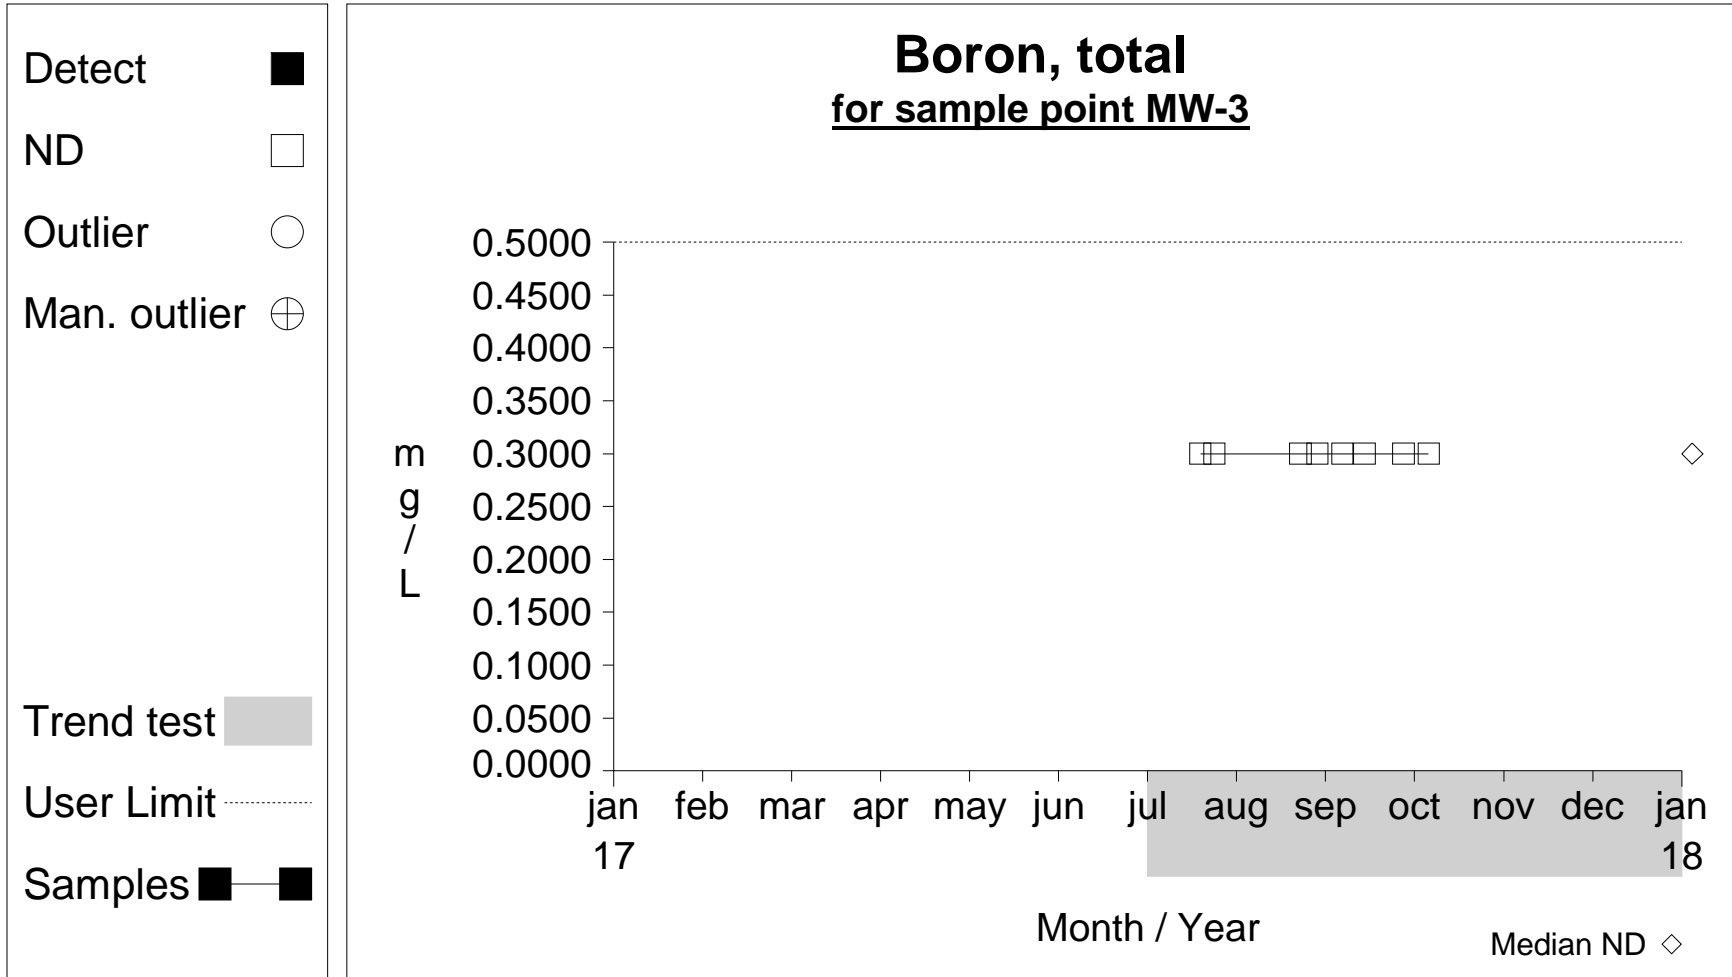 Detect
ND
Outlier
Man. outlier
Trend test
User Limit
Samples
Boron, total
for sample point MW-3
0.5000
0.4500
0.4000
0.3500
0.3000
0.2500
0.2000
0.1500
0.1000
0.0500
0.0000
m
g
/
L
jan feb mar apr may jun jul aug sep oct nov dec jan
17 18
Month / Year
Median ND